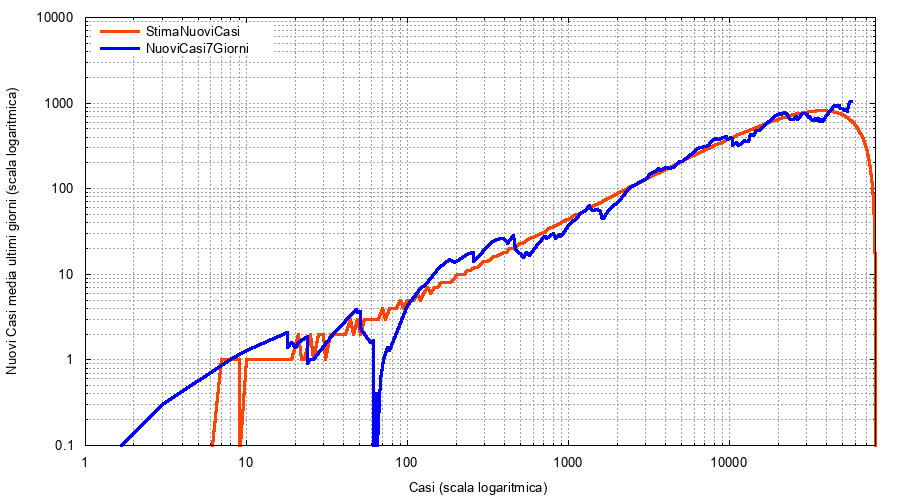 10000
1000
100
10
1
0.1
StimaNuoviCasi
NuoviCasi7Giorni
Nuovi Casi media ultimi giorni (scala logaritmica)
1 10 100 1000 10000
Casi (scala logaritmica)